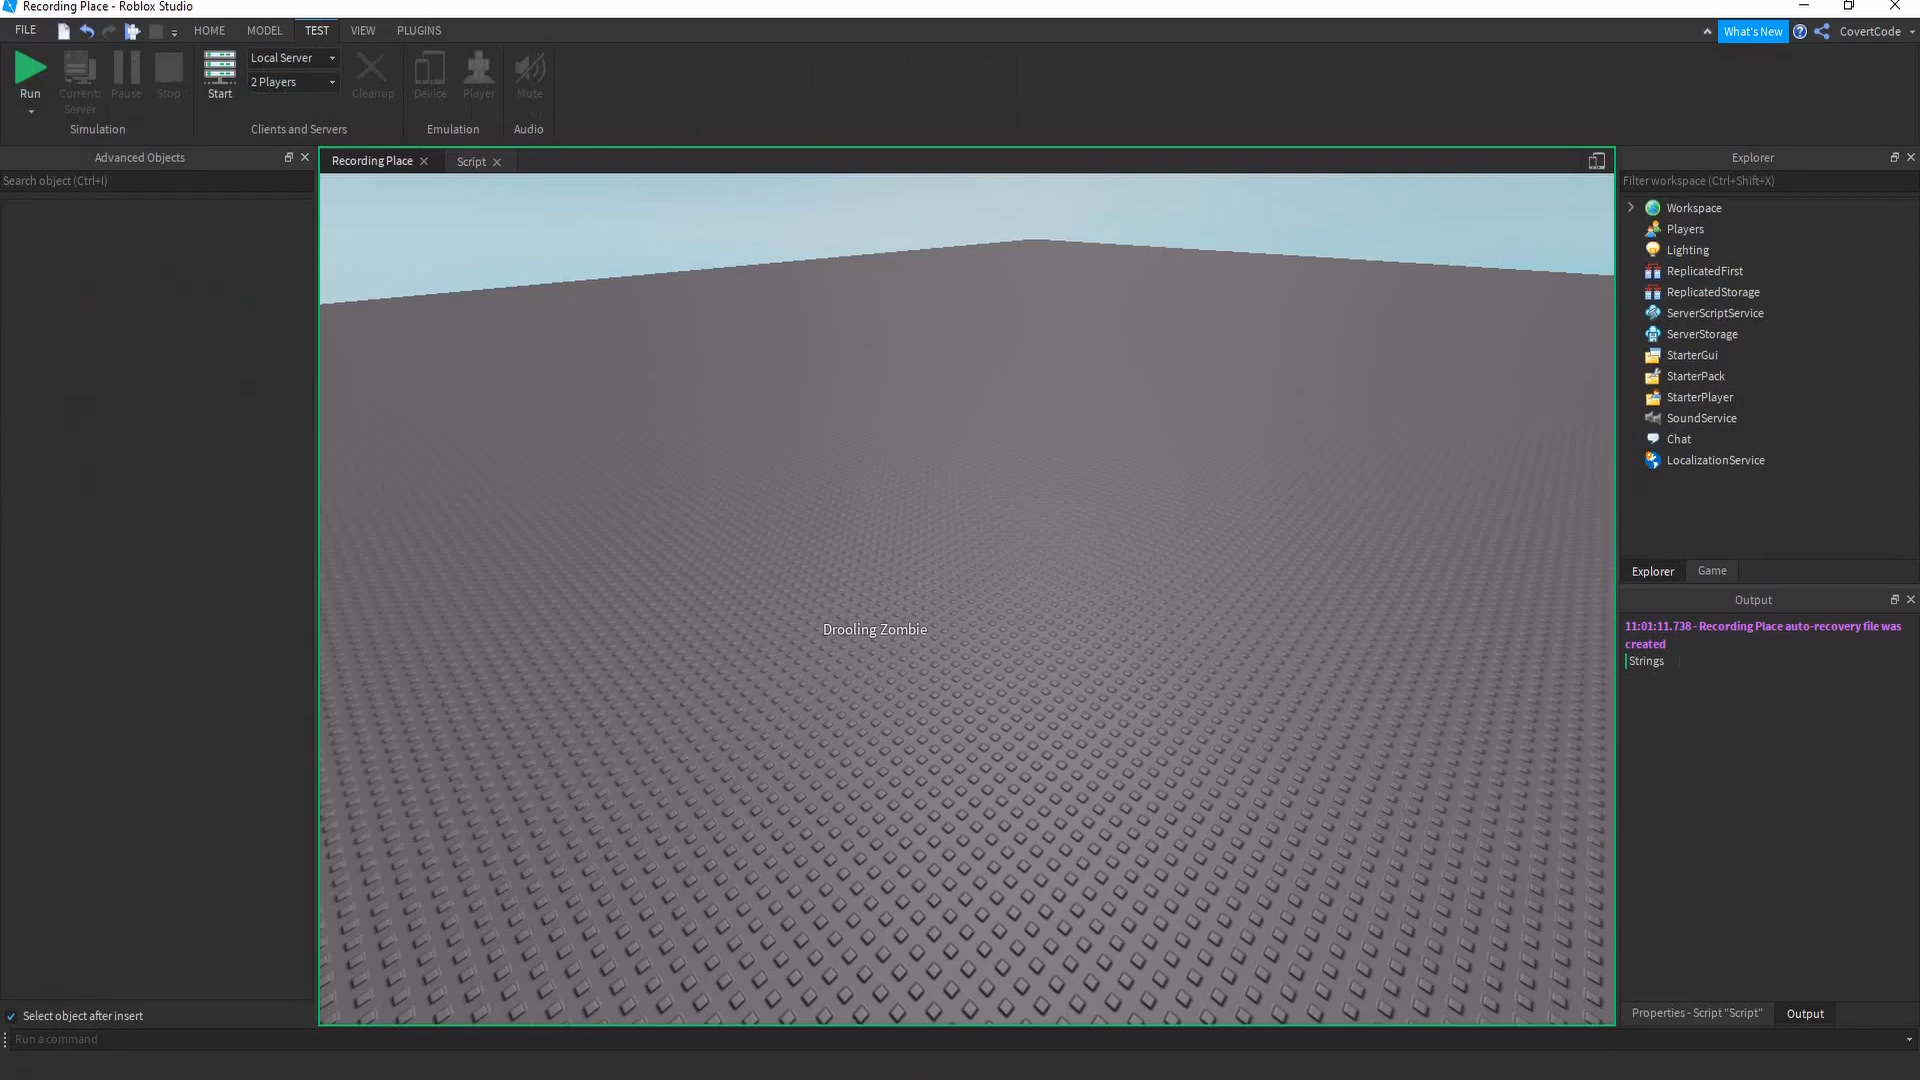 Recording Place - Roblox Studio
FILE HOME MODEL TEST VIEW PLUGINS What's New CovertCode
Run Current: Server Pause Stop Start Local Server 2 Players Cleanup Device Player Mute
Simulation Clients and Servers Emulation Audio
Advanced Objects
Search object (Ctrl+I)
Select object after insert
Recording Place Script
Drooling Zombie
Explorer
Filter workspace (Ctrl+Shift+X)
Workspace
Players
Lighting
ReplicatedFirst
ReplicatedStorage
ServerScriptService
ServerStorage
StarterGui
StarterPack
StarterPlayer
SoundService
Chat
LocalizationService
Explorer Game
Output
11:01:11.738 - Recording Place auto-recovery file was
created
Strings
Properties - Script "Script" Output
Run a command